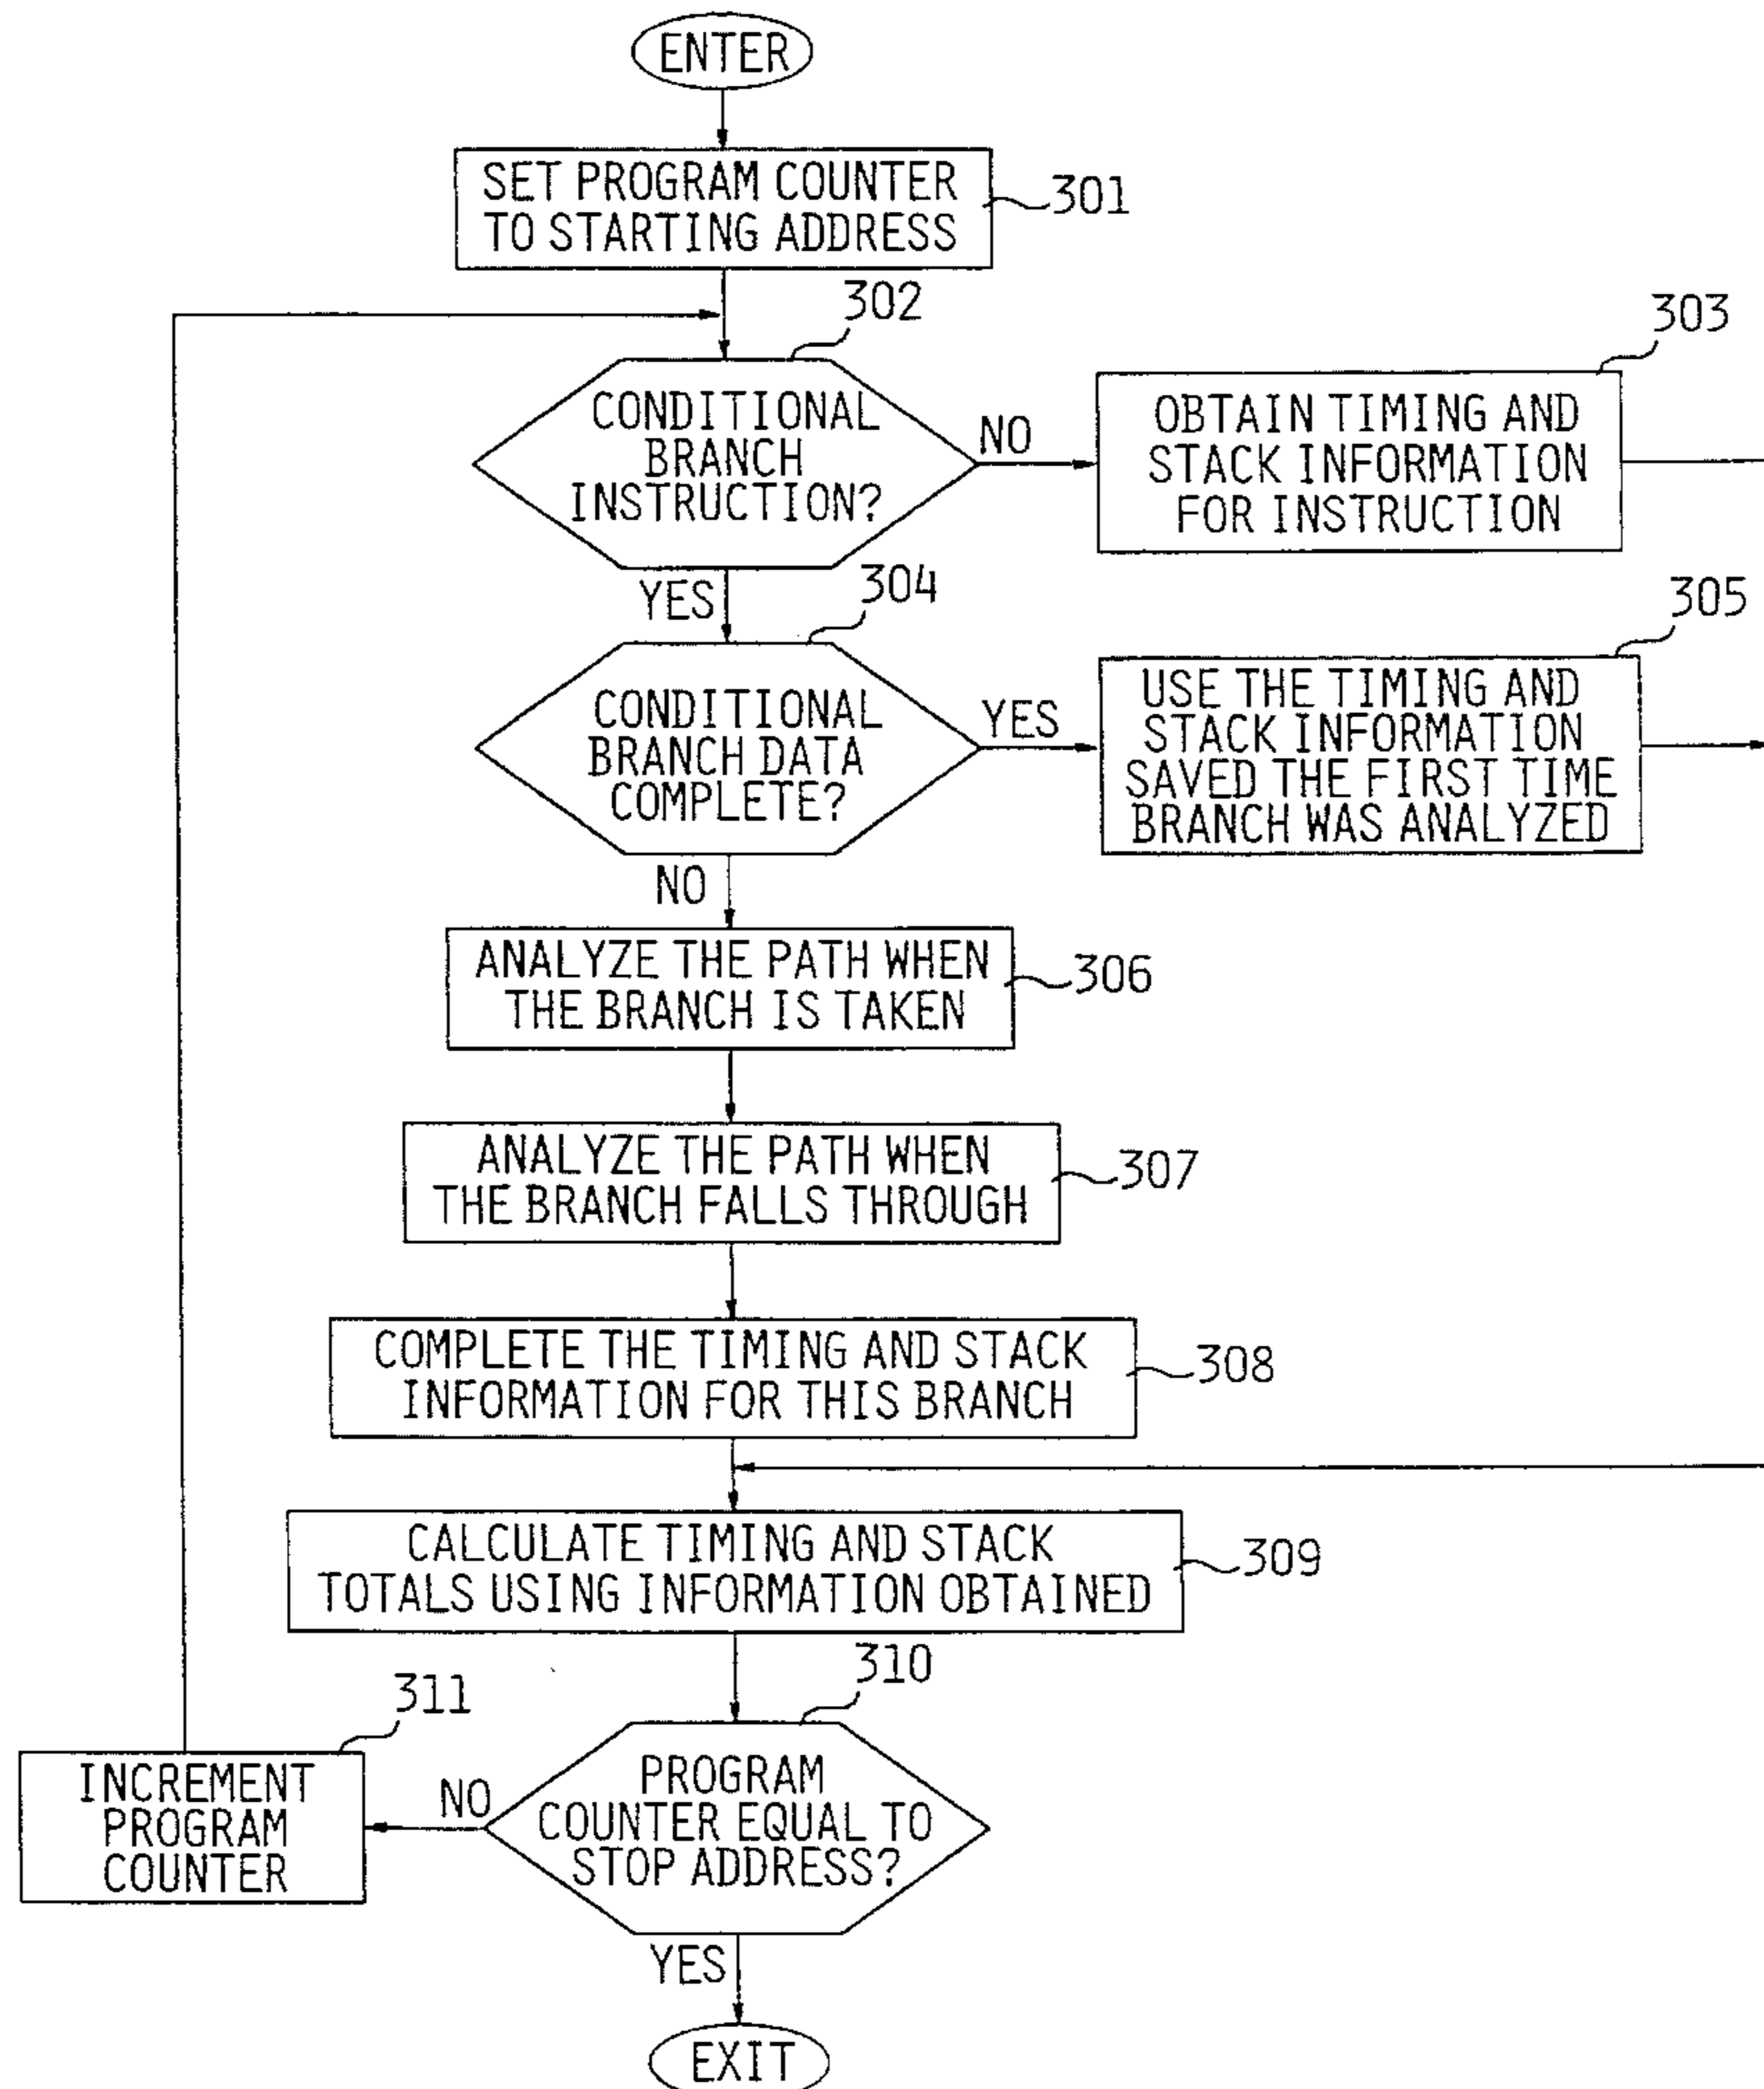 ENTER
SET PROGRAM COUNTER
TO STARTING ADDRESS
301
302
303
CONDITIONAL
BRANCH
INSTRUCTION?
NO
OBTAIN TIMING AND
STACK INFORMATION
FOR INSTRUCTION
YES
304
305
CONDITIONAL
BRANCH DATA
COMPLETE?
YES
USE THE TIMING AND
STACK INFORMATION
SAVED THE FIRST TIME
BRANCH WAS ANALYZED
NO
ANALYZE THE PATH WHEN
THE BRANCH IS TAKEN
306
ANALYZE THE PATH WHEN
THE BRANCH FALLS THROUGH
307
COMPLETE THE TIMING AND STACK
INFORMATION FOR THIS BRANCH
308
CALCULATE TIMING AND STACK
TOTALS USING INFORMATION OBTAINED
309
310
311
PROGRAM
COUNTER EQUAL TO
STOP ADDRESS?
NO
INCREMENT
PROGRAM
COUNTER
YES
EXIT